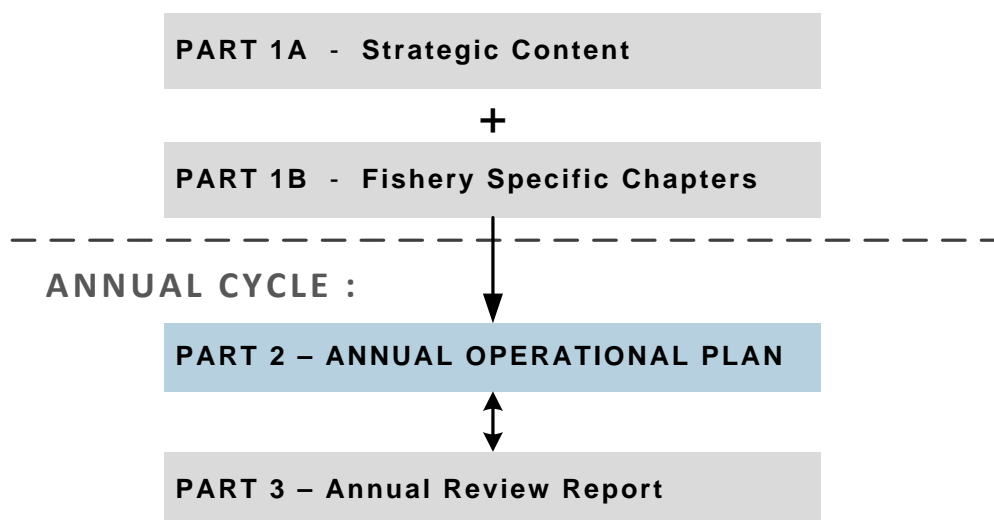 PART 1A - Strategic Content
+
PART 1B - Fishery Specific Chapters
ANNUAL CYCLE :
PART 2 – ANNUAL OPERATIONAL PLAN
PART 3 – Annual Review Report